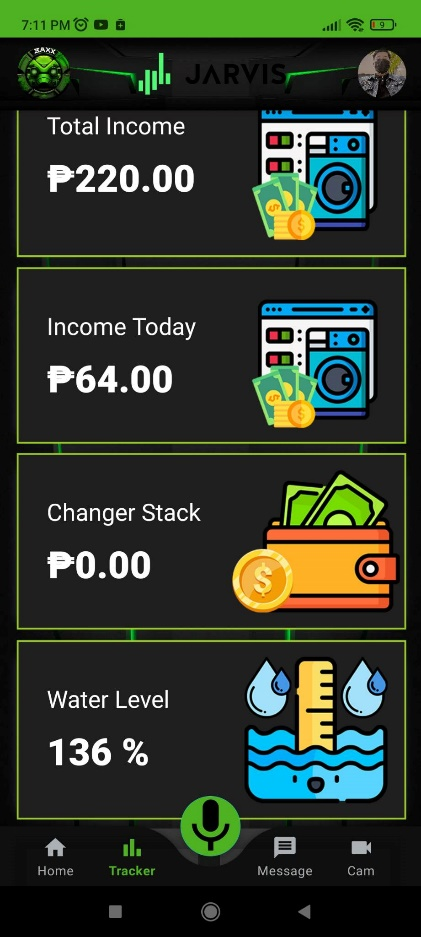 7:11 PM
9
ZAXX
JARVIS
Total Income
₱220.00
Income Today
₱64.00
Changer Stack
₱0.00
Water Level
136 %
Home
Tracker
Message
Cam